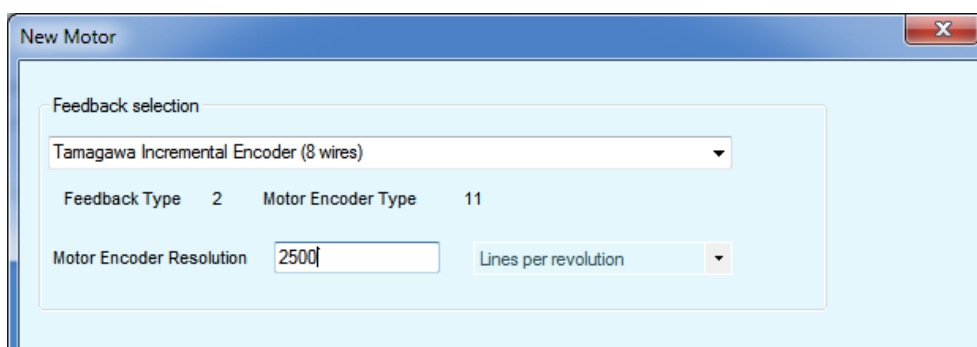 New Motor
Feedback selection
Tamagawa Incremental Encoder (8 wires)
Feedback Type 2 Motor Encoder Type 11
Motor Encoder Resolution 2500 Lines per revolution